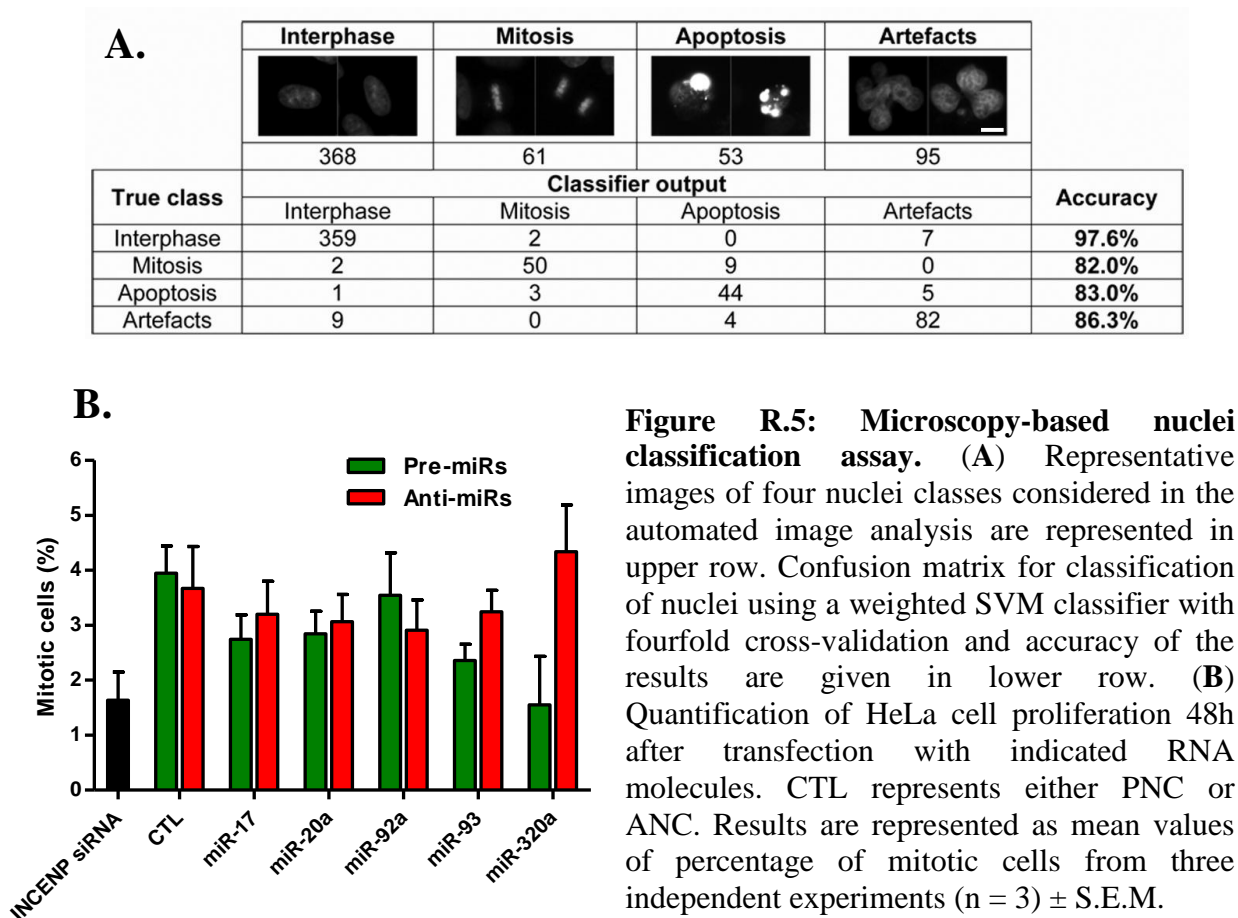 A.
Interphase Mitosis Apoptosis Artefacts
368 61 53 95
True class Classifier output Accuracy
Interphase Mitosis Apoptosis Artefacts
Interphase 359 2 0 7 97.6%
Mitosis 2 50 9 0 82.0%
Apoptosis 1 3 44 5 83.0%
Artefacts 9 0 4 82 86.3%
B.
Pre-miRs
Anti-miRs
Mitotic cells (%)
6
5
4
3
2
1
0
INCENP siRNA CTL miR-17 miR-20a miR-92a miR-93 miR-320a
Figure R.5: Microscopy-based nuclei
classification assay. (A) Representative
images of four nuclei classes considered in the
automated image analysis are represented in
upper row. Confusion matrix for classification
of nuclei using a weighted SVM classifier with
fourfold cross-validation and accuracy of the
results are given in lower row. (B)
Quantification of HeLa cell proliferation 48h
after transfection with indicated RNA
molecules. CTL represents either PNC or
ANC. Results are represented as mean values
of percentage of mitotic cells from three
independent experiments (n = 3) ± S.E.M.